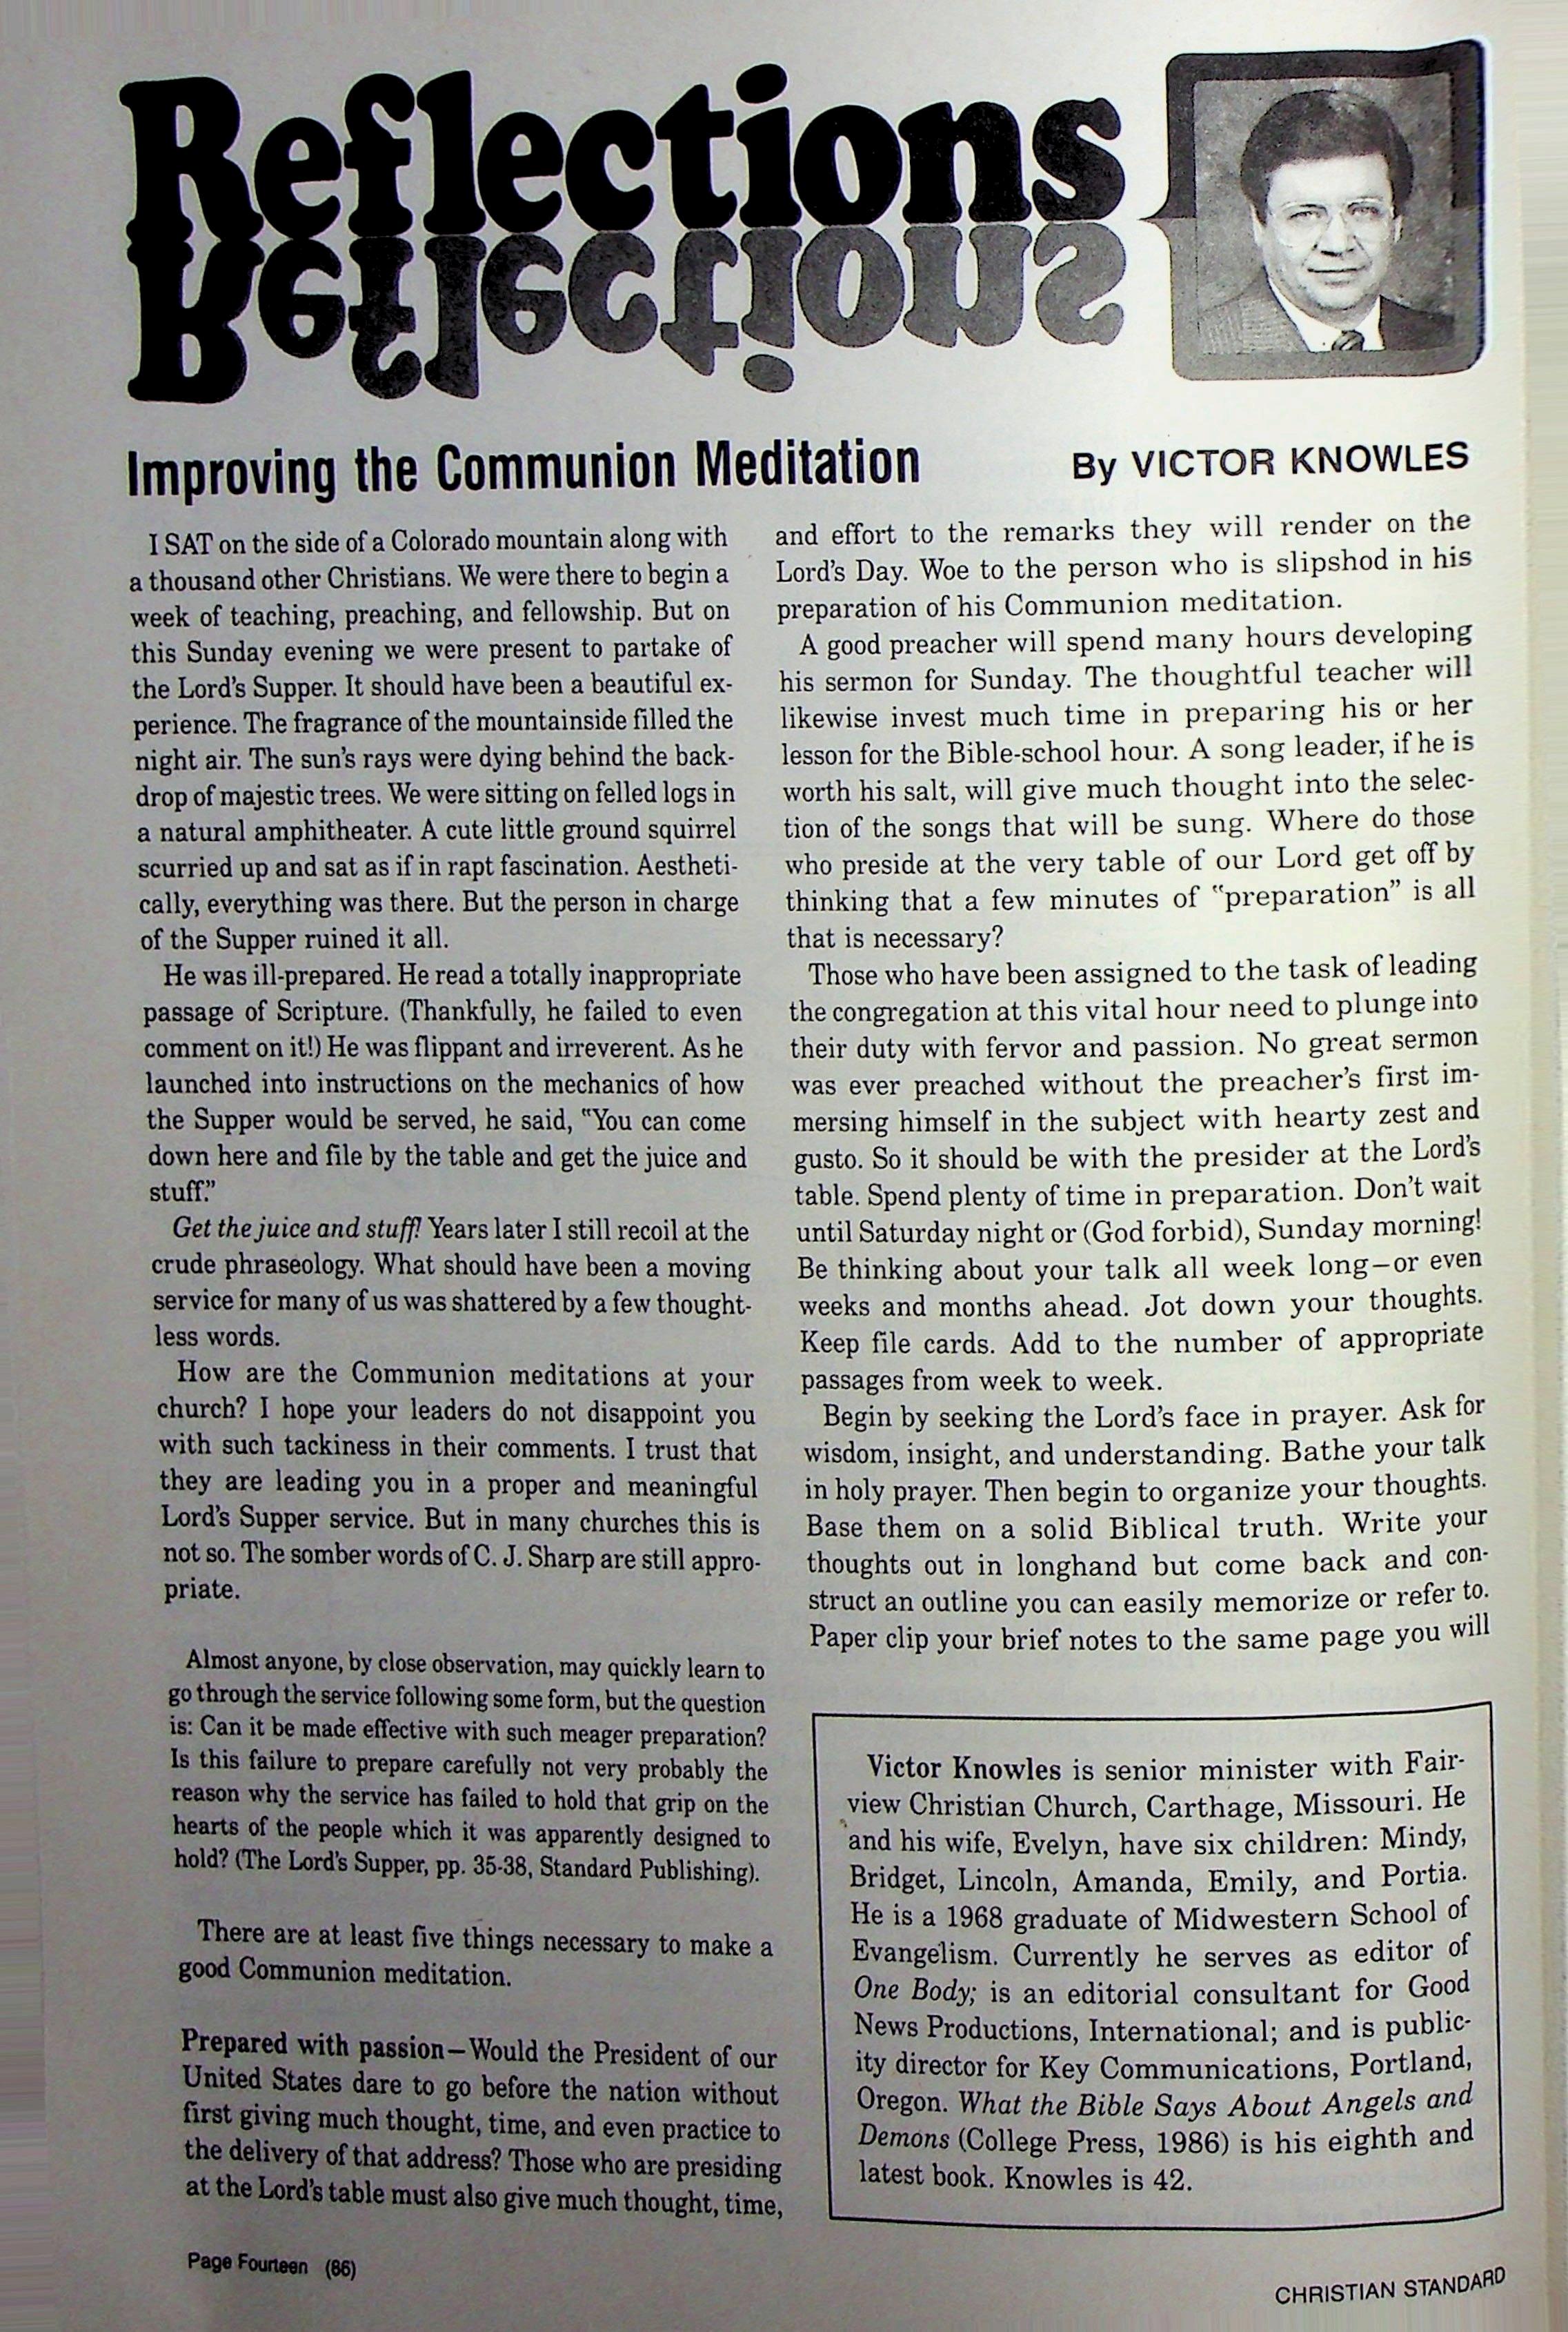 Reflections
Improving the Communion Meditation
By VICTOR KNOWLES
I SAT on the side of a Colorado mountain along with
a thousand other Christians. We were there to begin a
week of teaching, preaching, and fellowship. But on
this Sunday evening we were present to partake of
the Lord's Supper. It should have been a beautiful ex-
perience. The fragrance of the mountainside filled the
night air. The sun's rays were dying behind the back-
drop of majestic trees. We were sitting on felled logs in
a natural amphitheater. A cute little ground squirrel
scurried up and sat as if in rapt fascination. Aestheti-
cally, everything was there. But the person in charge
of the Supper ruined it all.
He was ill-prepared. He read a totally inappropriate
passage of Scripture. (Thankfully, he failed to even
comment on it!) He was flippant and irreverent. As he
launched into instructions on the mechanics of how
the Supper would be served, he said, "You can come
down here and file by the table and get the juice and
stuff."
Get the juice and stuff! Years later I still recoil at the
crude phraseology. What should have been a moving
service for many of us was shattered by a few thought-
less words.
How are the Communion meditations at your
church? I hope your leaders do not disappoint you
with such tackiness in their comments. I trust that
they are leading you in a proper and meaningful
Lord's Supper service. But in many churches this is
not so. The somber words of C. J. Sharp are still appro-
priate.
Almost anyone, by close observation, may quickly learn to
go through the service following some form, but the question
is: Can it be made effective with such meager preparation?
Is this failure to prepare carefully not very probably the
reason why the service has failed to hold that grip on the
hearts of the people which it was apparently designed to
hold? (The Lord's Supper, pp. 35-38, Standard Publishing).
There are at least five things necessary to make a
good Communion meditation.
Prepared with passion—Would the President of our
United States dare to go before the nation without
first giving much thought, time, and even practice to
the delivery of that address? Those who are presiding
at the Lord's table must also give much thought, time,
and effort to the remarks they will render on the
Lord's Day. Woe to the person who is slipshod in his
preparation of his Communion meditation.
A good preacher will spend many hours developing
his sermon for Sunday. The thoughtful teacher will
likewise invest much time in preparing his or her
lesson for the Bible-school hour. A song leader, if he is
worth his salt, will give much thought into the selec-
tion of the songs that will be sung. Where do those
who preside at the very table of our Lord get off by
thinking that a few minutes of "preparation" is all
that is necessary?
Those who have been assigned to the task of leading
the congregation at this vital hour need to plunge into
their duty with fervor and passion. No great sermon
was ever preached without the preacher's first im-
mersing himself in the subject with hearty zest and
gusto. So it should be with the presider at the Lord's
table. Spend plenty of time in preparation. Don't wait
until Saturday night or (God forbid), Sunday morning!
Be thinking about your talk all week long—or even
weeks and months ahead. Jot down your thoughts.
Keep file cards. Add to the number of appropriate
passages from week to week.
Begin by seeking the Lord's face in prayer. Ask for
wisdom, insight, and understanding. Bathe your talk
in holy prayer. Then begin to organize your thoughts.
Base them on a solid Biblical truth. Write your
thoughts out in longhand but come back and con-
struct an outline you can easily memorize or refer to.
Paper clip your brief notes to the same page you will
Victor Knowles is senior minister with Fair-
view Christian Church, Carthage, Missouri. He
and his wife, Evelyn, have six children: Mindy,
Bridget, Lincoln, Amanda, Emily, and Portia.
He is a 1968 graduate of Midwestern School of
Evangelism. Currently he serves as editor of
One Body; is an editorial consultant for Good
News Productions, International; and is public-
ity director for Key Communications, Portland,
Oregon. What the Bible Says About Angels and
Demons (College Press, 1986) is his eighth and
latest book. Knowles is 42.
Page Fourteen (86)
CHRISTIAN STANDARD